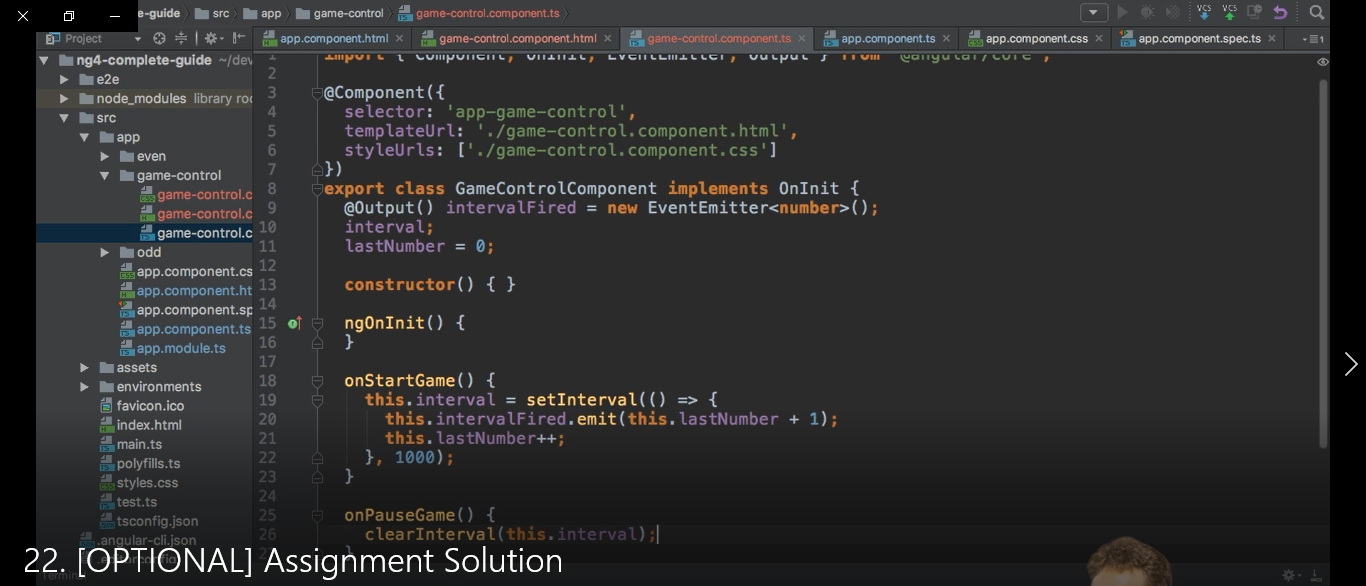 e-guide src app game-control game-control.component.ts
VCS VCS
Project
app.component.html game-control.component.html game-control.component.ts app.component.ts app.component.css app.component.spec.ts
ng4-complete-guide ~/dev
e2e
node_modules library roo
src
app
even
game-control
game-control.c
game-control.c
game-control.c
odd
app.component.cs
app.component.ht
app.component.sp
app.component.ts
app.module.ts
assets
environments
favicon.ico
index.html
main.ts
polyfills.ts
styles.css
test.ts
tsconfig.json
.angular-cli.json
1 import { Component, OnInit, EventEmitter, Output } from '@angular/core';
2
3 @Component({
4 selector: 'app-game-control',
5 templateUrl: './game-control.component.html',
6 styleUrls: ['./game-control.component.css']
7 })
8 export class GameControlComponent implements OnInit {
9 @Output() intervalFired = new EventEmitter<number>();
10 interval;
11 lastNumber = 0;
12
13 constructor() { }
14
15 ngOnInit() {
16 }
17
18 onStartGame() {
19 this.interval = setInterval(() => {
20 this.intervalFired.emit(this.lastNumber + 1);
21 this.lastNumber++;
22 }, 1000);
23 }
24
25 onPauseGame() {
26 clearInterval(this.interval);
}
22. [OPTIONAL] Assignment Solution